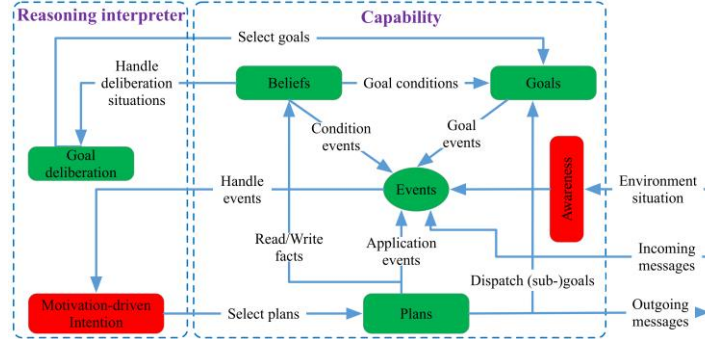 Reasoning interpreter
Capability
Select goals
Handle
deliberation
situations
Beliefs
Goal conditions
Goals
Condition
events
Goal
events
Goal
deliberation
Handle
events
Events
Awareness
Environment
situation
Read/Write
facts
Application
events
Incoming
messages
Dispatch (sub-)goals
Motivation-driven
Intention
Select plans
Plans
Outgoing
messages